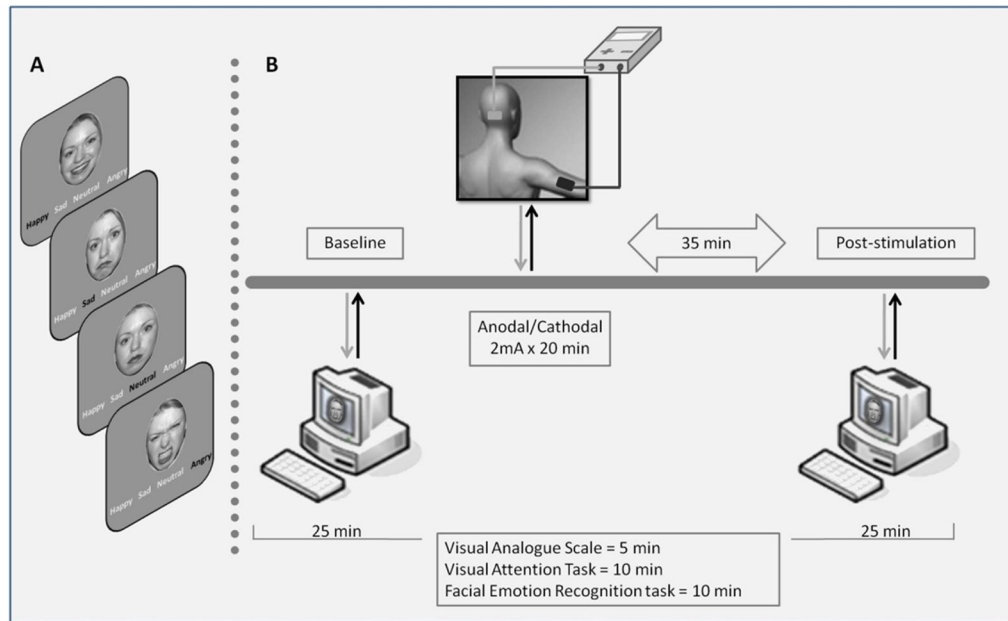 A
Happy Sad Neutral Angry
Happy Sad Neutral Angry
Happy Sad Neutral Angry
Happy Sad Neutral Angry
B
Baseline
35 min
Post-stimulation
Anodal/Cathodal
2mA x 20 min
25 min
25 min
Visual Analogue Scale = 5 min
Visual Attention Task = 10 min
Facial Emotion Recognition task = 10 min